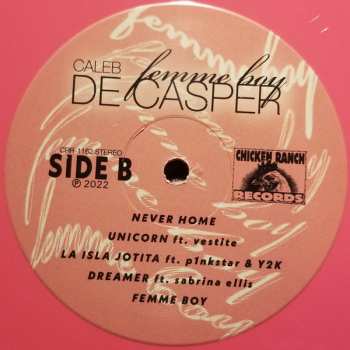 CALEB
femme boy
DE CASPER
CRR 1162 STEREO
SIDE B
℗ 2022
CHICKEN RANCH
RECORDS
NEVER HOME
UNICORN ft. vestite
LA ISLA JOTITA ft. p1nkstar & Y2K
DREAMER ft. sabrina ellis
FEMME BOY